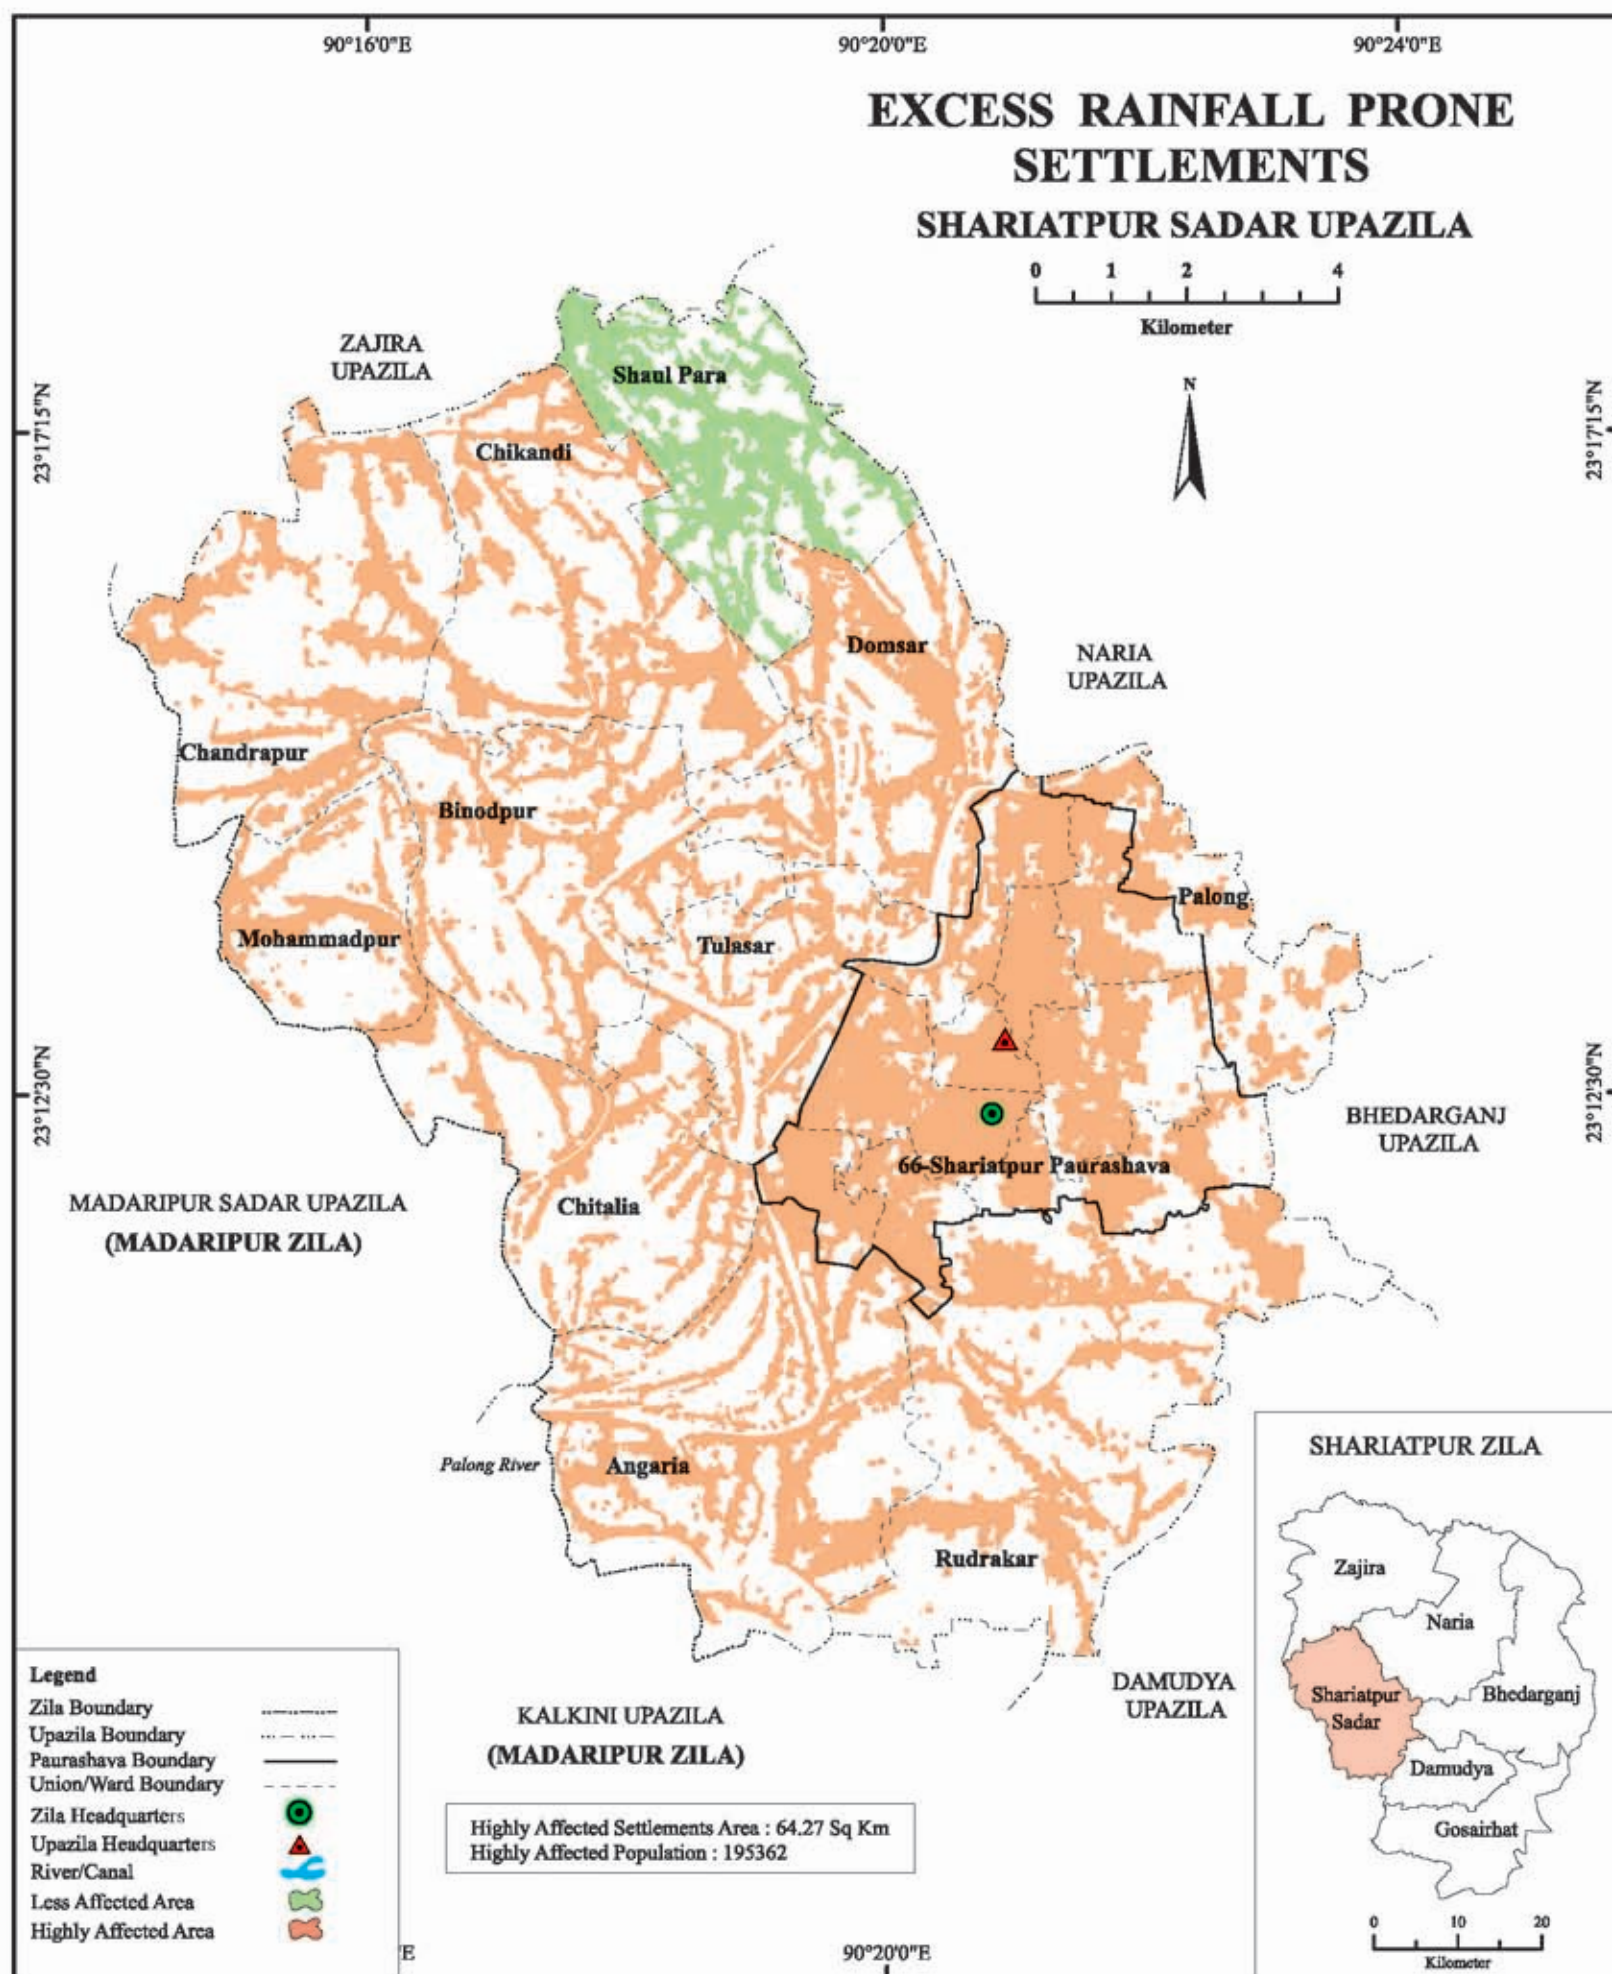 90°16'0"E
90°20'0"E
90°24'0"E
EXCESS RAINFALL PRONE
SETTLEMENTS
SHARIATPUR SADAR UPAZILA
0 1 2 4
Kilometer
N
ZAJIRA
UPAZILA
Shaul Para
23°17'15"N
23°17'15"N
Chikandi
Domsar
NARIA
UPAZILA
Chandrapur
Binodpur
Palong
Mohammadpur
Tulasar
23°12'30"N
23°12'30"N
BHEDARGANJ
UPAZILA
66-Shariatpur Paurashava
MADARIPUR SADAR UPAZILA
(MADARIPUR ZILA)
Chitalia
Palong River
Angaria
Rudrakar
SHARIATPUR ZILA
Zajira
Naria
Shariatpur
Sadar
Bhedarganj
Damudya
Gosairhat
0 10 20
Kilometer
DAMUDYA
UPAZILA
KALKINI UPAZILA
(MADARIPUR ZILA)
Legend
Zila Boundary
Upazila Boundary
Paurashava Boundary
Union/Ward Boundary
Zila Headquarters
Upazila Headquarters
River/Canal
Less Affected Area
Highly Affected Area
Highly Affected Settlements Area : 64.27 Sq Km
Highly Affected Population : 195362
'E
90°20'0"E